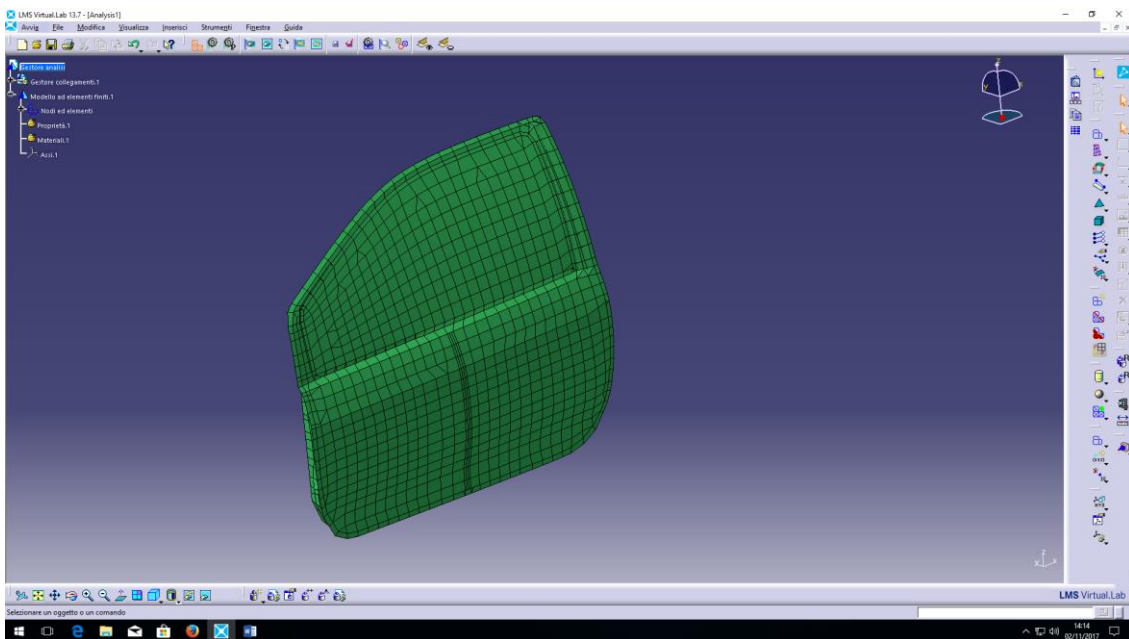 LMS Virtual.Lab 13.7 - [Analysis1]
Avvia File Modifica Visualizza Inserisci Strumenti Finestra Guida
Gestore analisi
Gestore collegamenti.1
Modello ad elementi finiti.1
Nodi ed elementi
Proprietà.1
Materiali.1
Assi.1
z
y
x
z
x
LMS Virtual.Lab
Selezionare un oggetto o un comando
14:14
02/11/2017